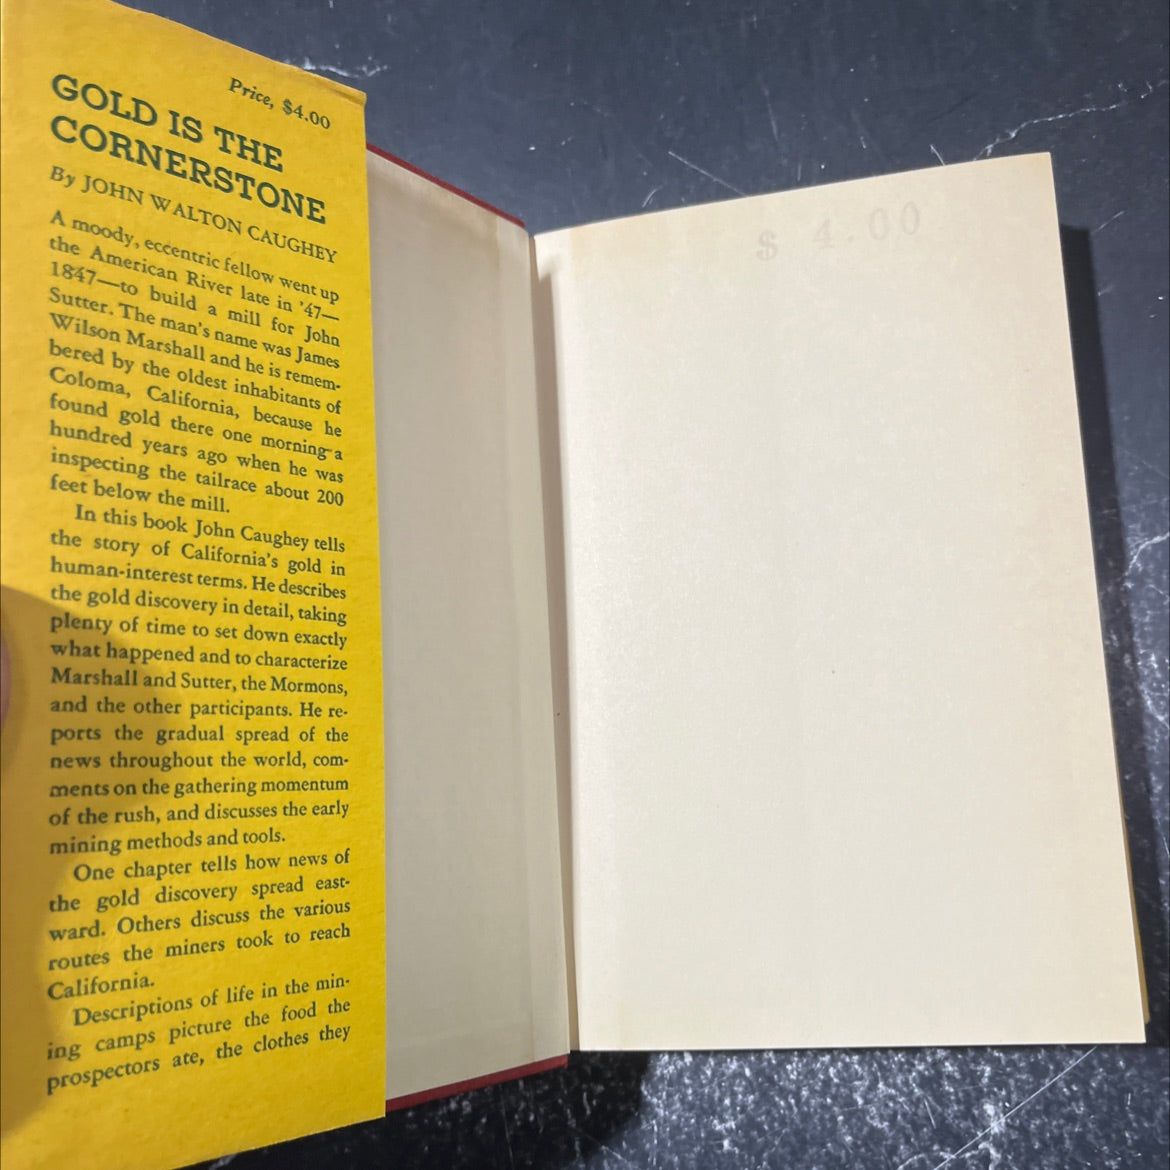 Price, $4.00
GOLD IS THE
CORNERSTONE
By JOHN WALTON CAUGHEY
A moody, eccentric fellow went up
the American River late in '47—
1847—to build a mill for John
Sutter. The man's name was James
Wilson Marshall and he is remem-
bered by the oldest inhabitants of
Coloma, California, because he
found gold there one morning a
hundred years ago when he was
inspecting the tailrace about 200
feet below the mill.
In this book John Caughey tells
the story of California's gold in
human-interest terms. He describes
the gold discovery in detail, taking
plenty of time to set down exactly
what happened and to characterize
Marshall and Sutter, the Mormons,
and the other participants. He re-
ports the gradual spread of the
news throughout the world, com-
ments on the gathering momentum
of the rush, and discusses the early
mining methods and tools.
One chapter tells how news of
the gold discovery spread east-
ward. Others discuss the various
routes the miners took to reach
California.
Descriptions of life in the min-
ing camps picture the food the
prospectors ate, the clothes they
$ 4.00